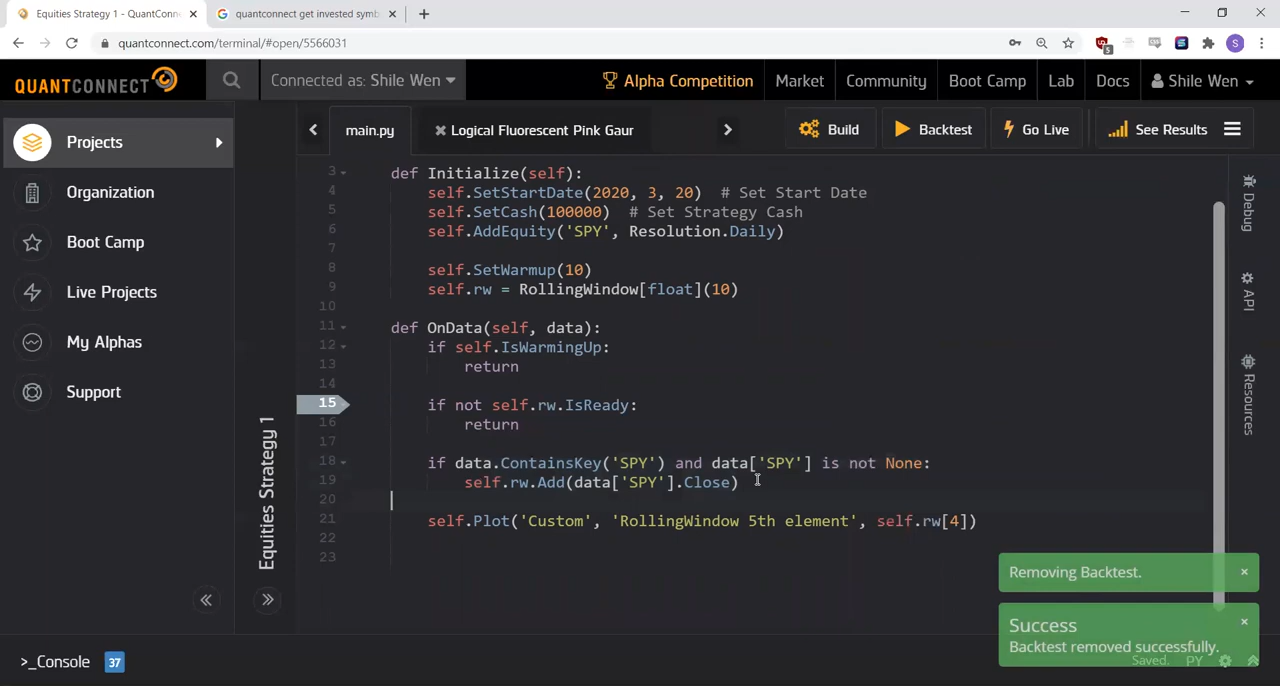 Equities Strategy 1 - QuantConn
quantconnect get invested symb
quantconnect.com/terminal/#open/5566031
5
S
QUANTCONNECT
Connected as: Shile Wen
Alpha Competition
Market
Community
Boot Camp
Lab
Docs
Shile Wen
Projects
Organization
Boot Camp
Live Projects
My Alphas
Support
Equities Strategy 1
main.py
Logical Fluorescent Pink Gaur
Build
Backtest
Go Live
See Results
3 def Initialize(self):
4 self.SetStartDate(2020, 3, 20)  # Set Start Date
5 self.SetCash(100000)  # Set Strategy Cash
6 self.AddEquity('SPY', Resolution.Daily)
7
8 self.SetWarmup(10)
9 self.rw = RollingWindow[float](10)
10
11 def OnData(self, data):
12 if self.IsWarmingUp:
13 return
14
15 if not self.rw.IsReady:
16 return
17
18 if data.ContainsKey('SPY') and data['SPY'] is not None:
19 self.rw.Add(data['SPY'].Close)
20
21 self.Plot('Custom', 'RollingWindow 5th element', self.rw[4])
22
23
Debug
API
Resources
Removing Backtest.
Success
Backtest removed successfully.
Saved.
PY
>_Console
37